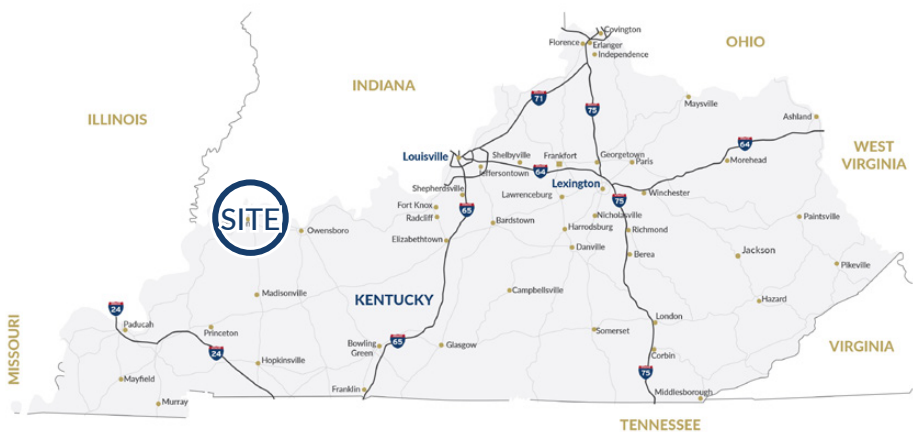 Covington
Florence
Erlanger
Independence
OHIO
INDIANA
71
75
Maysville
ILLINOIS
Ashland
64
WEST
VIRGINIA
Louisville
Shelbyville
Frankfort
Georgetown
Paris
Morehead
Jeffersontown
64
Lexington
Shepherdsville
Lawrenceburg
75
Winchester
Fort Knox
65
Radcliff
Bardstown
Nicholasville
Paintsville
SITE
Owensboro
Harrodsburg
Richmond
Elizabethtown
Danville
Berea
Jackson
Pikeville
Madisonville
KENTUCKY
Campbellsville
Hazard
24
Paducah
Princeton
London
Somerset
MISSOURI
24
Bowling
Green
65
Glasgow
VIRGINIA
Hopkinsville
Corbin
Mayfield
75
Franklin
Middlesborough
Murray
TENNESSEE